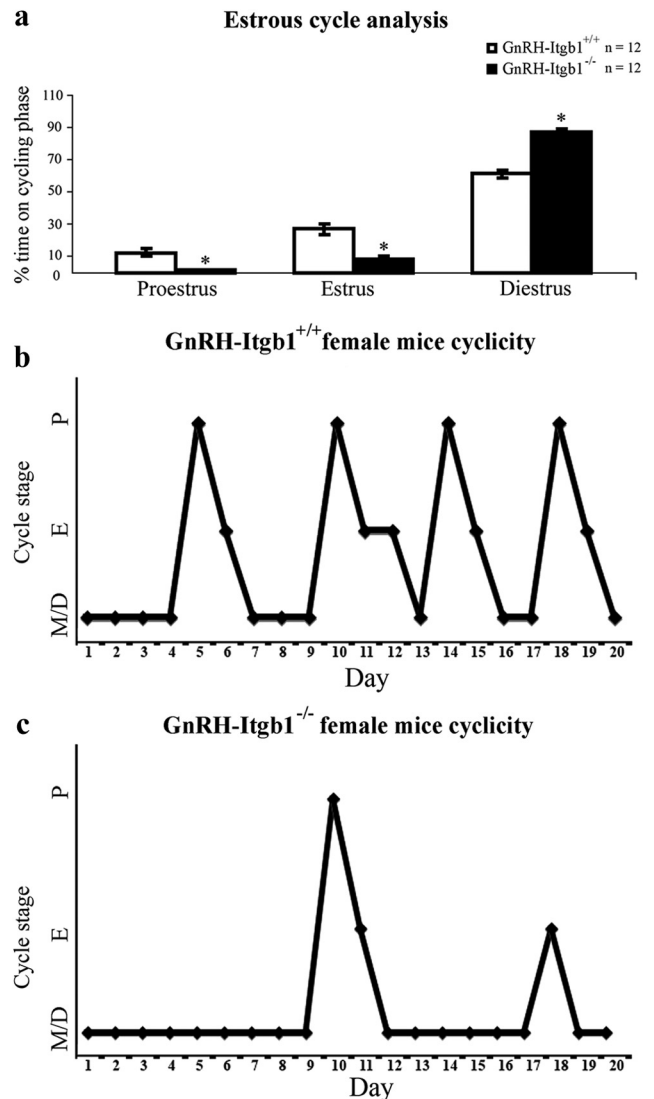 a
Estrous cycle analysis
GnRH-Itgb1+/+ n = 12
GnRH-Itgb1-/- n = 12
% time on cycling phase
110
90
70
50
30
10
0
*
*
*
Proestrus Estrus Diestrus
b
GnRH-Itgb1+/+ female mice cyclicity
Cycle stage
P
E
M/D
1 2 3 4 5 6 7 8 9 10 11 12 13 14 15 16 17 18 19 20
Day
c
GnRH-Itgb1-/- female mice cyclicity
Cycle stage
P
E
M/D
1 2 3 4 5 6 7 8 9 10 11 12 13 14 15 16 17 18 19 20
Day